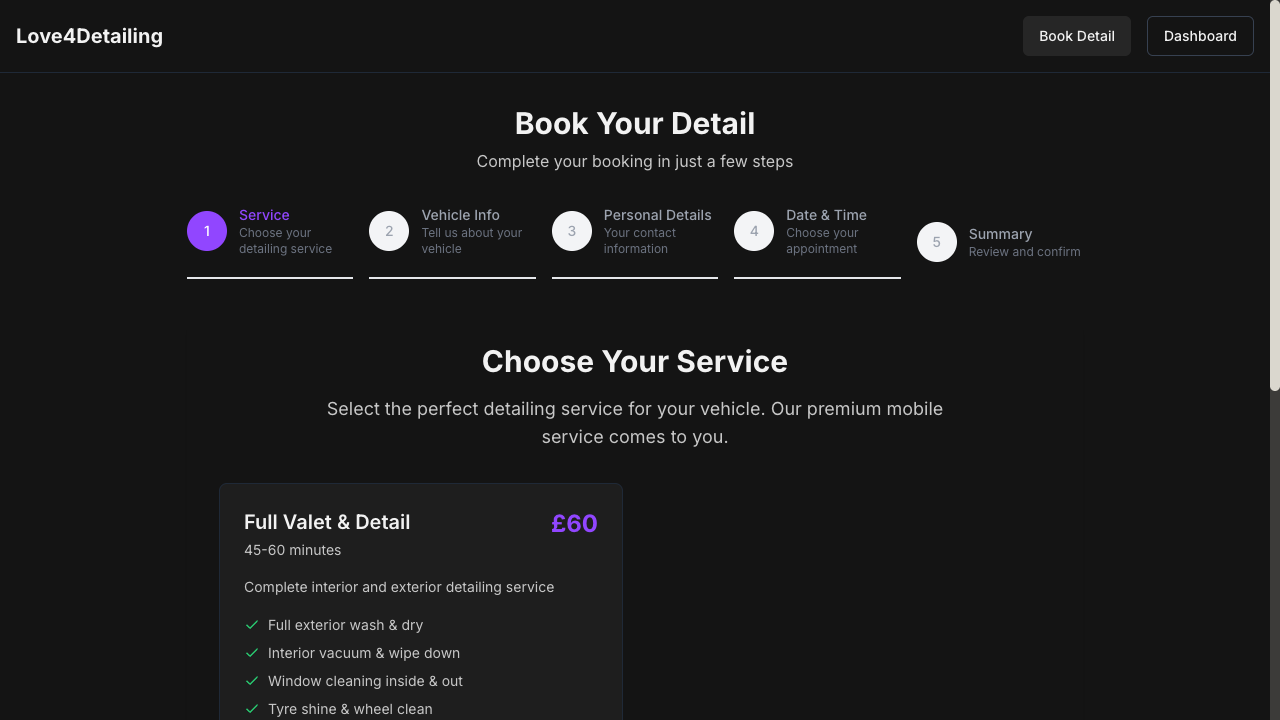 Love4Detailing
Book Detail
Dashboard
Book Your Detail
Complete your booking in just a few steps
1
Service
Choose your
detailing service
2
Vehicle Info
Tell us about your
vehicle
3
Personal Details
Your contact
information
4
Date & Time
Choose your
appointment
5
Summary
Review and confirm
Choose Your Service
Select the perfect detailing service for your vehicle. Our premium mobile
service comes to you.
Full Valet & Detail
£60
45-60 minutes
Complete interior and exterior detailing service
Full exterior wash & dry
Interior vacuum & wipe down
Window cleaning inside & out
Tyre shine & wheel clean